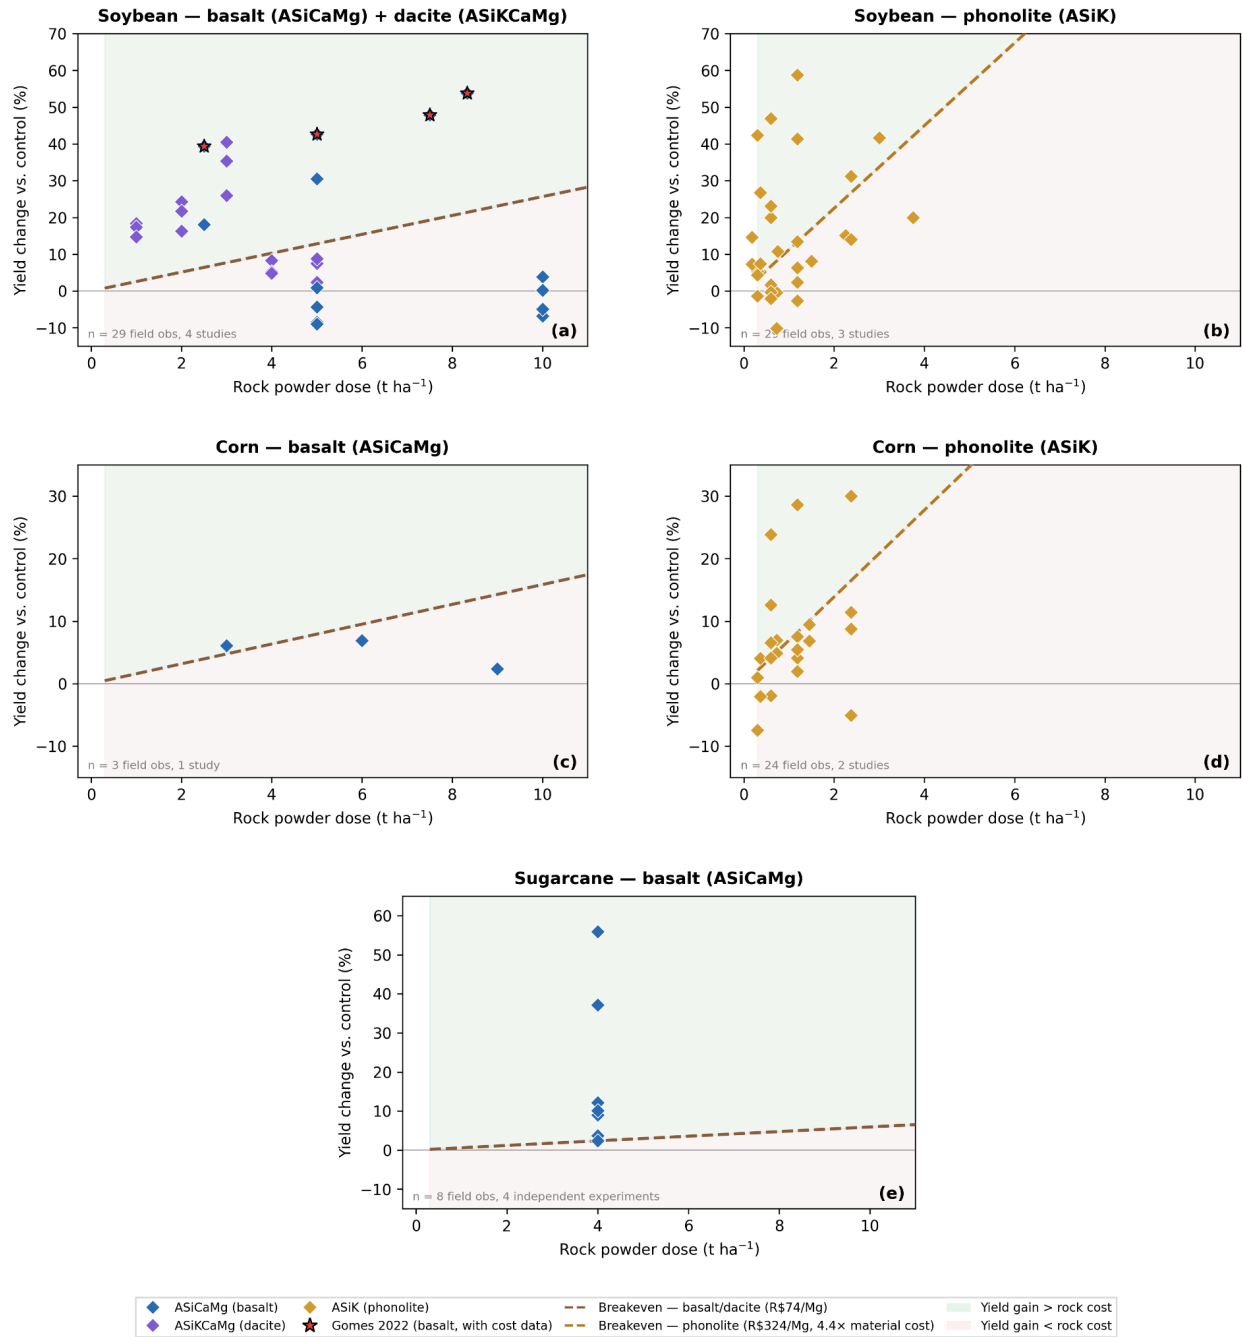 Soybean — basalt (ASiCaMg) + dacite (ASiKCaMg)
70
60
50
40
30
20
10
0
−10
Yield change vs. control (%)
n = 29 field obs, 4 studies
(a)
0 2 4 6 8 10
Rock powder dose (t ha⁻¹)
Soybean — phonolite (ASiK)
70
60
50
40
30
20
10
0
−10
Yield change vs. control (%)
n = 29 field obs, 3 studies
(b)
0 2 4 6 8 10
Rock powder dose (t ha⁻¹)
Corn — basalt (ASiCaMg)
30
20
10
0
−10
Yield change vs. control (%)
n = 3 field obs, 1 study
(c)
0 2 4 6 8 10
Rock powder dose (t ha⁻¹)
Corn — phonolite (ASiK)
30
20
10
0
−10
Yield change vs. control (%)
n = 24 field obs, 2 studies
(d)
0 2 4 6 8 10
Rock powder dose (t ha⁻¹)
Sugarcane — basalt (ASiCaMg)
60
50
40
30
20
10
0
−10
Yield change vs. control (%)
n = 8 field obs, 4 independent experiments
(e)
0 2 4 6 8 10
Rock powder dose (t ha⁻¹)
ASiCaMg (basalt)
ASiKCaMg (dacite)
ASiK (phonolite)
Gomes 2022 (basalt, with cost data)
Breakeven — basalt/dacite (R$74/Mg)
Breakeven — phonolite (R$324/Mg, 4.4× material cost)
Yield gain > rock cost
Yield gain < rock cost